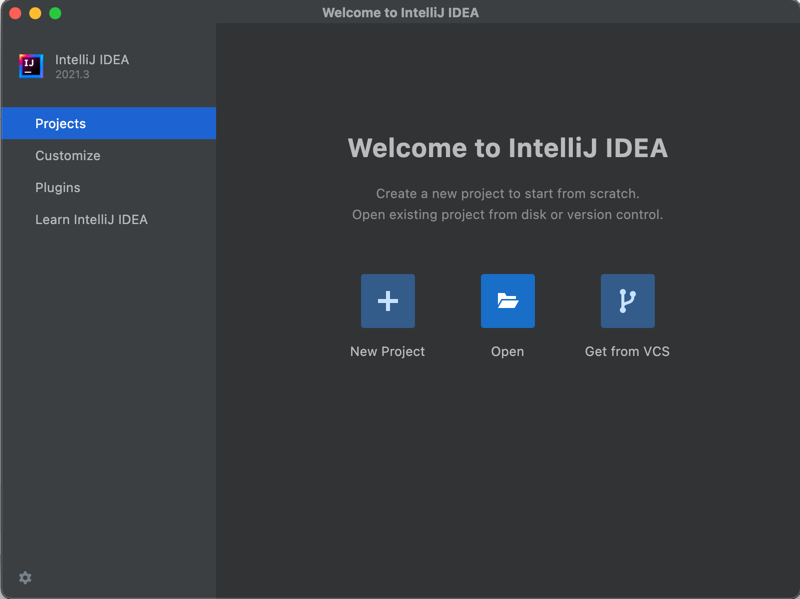 Welcome to IntelliJ IDEA
IJ
IntelliJ IDEA
2021.3
Projects
Customize
Plugins
Learn IntelliJ IDEA
Welcome to IntelliJ IDEA
Create a new project to start from scratch.
Open existing project from disk or version control.
New Project
Open
Get from VCS